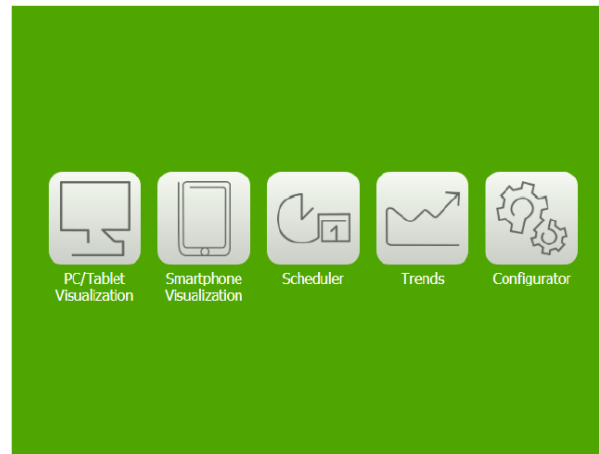 1
PC/Tablet
Visualization
Smartphone
Visualization
Scheduler
Trends
Configurator